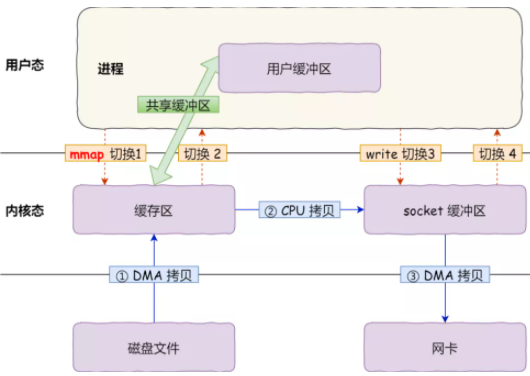 用户态
进程
用户缓冲区
共享缓冲区
mmap 切换1
切换 2
write 切换3
切换 4
内核态
缓存区
② CPU 拷贝
socket 缓冲区
① DMA 拷贝
③ DMA 拷贝
磁盘文件
网卡